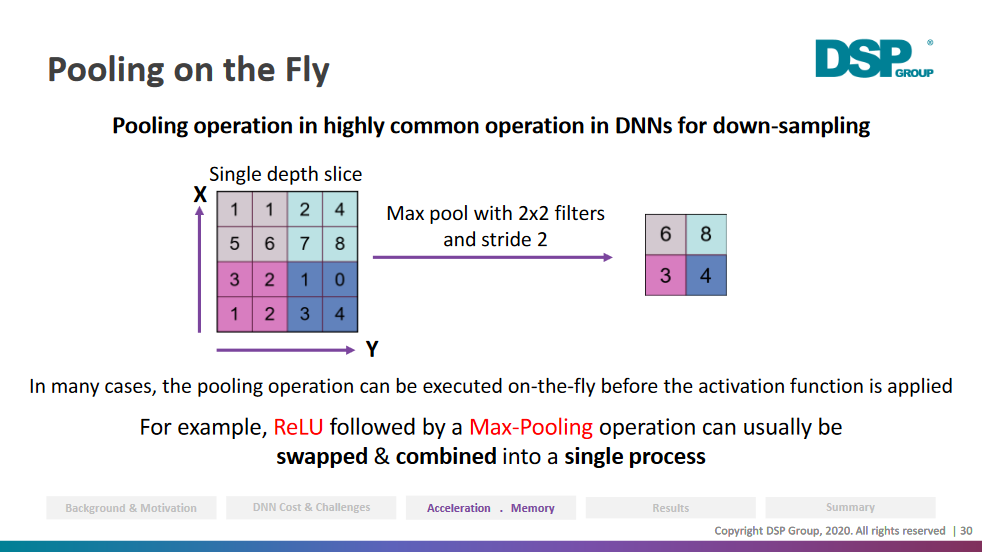 Pooling on the Fly
DSP GROUP ®
Pooling operation in highly common operation in DNNs for down-sampling
Single depth slice
X
1 1 2 4
5 6 7 8
3 2 1 0
1 2 3 4
Y
Max pool with 2x2 filters
and stride 2
6 8
3 4
In many cases, the pooling operation can be executed on-the-fly before the activation function is applied
For example, ReLU followed by a Max-Pooling operation can usually be
swapped & combined into a single process
Background & Motivation
DNN Cost & Challenges
Acceleration . Memory
Results
Summary
Copyright DSP Group, 2020. All rights reserved | 30